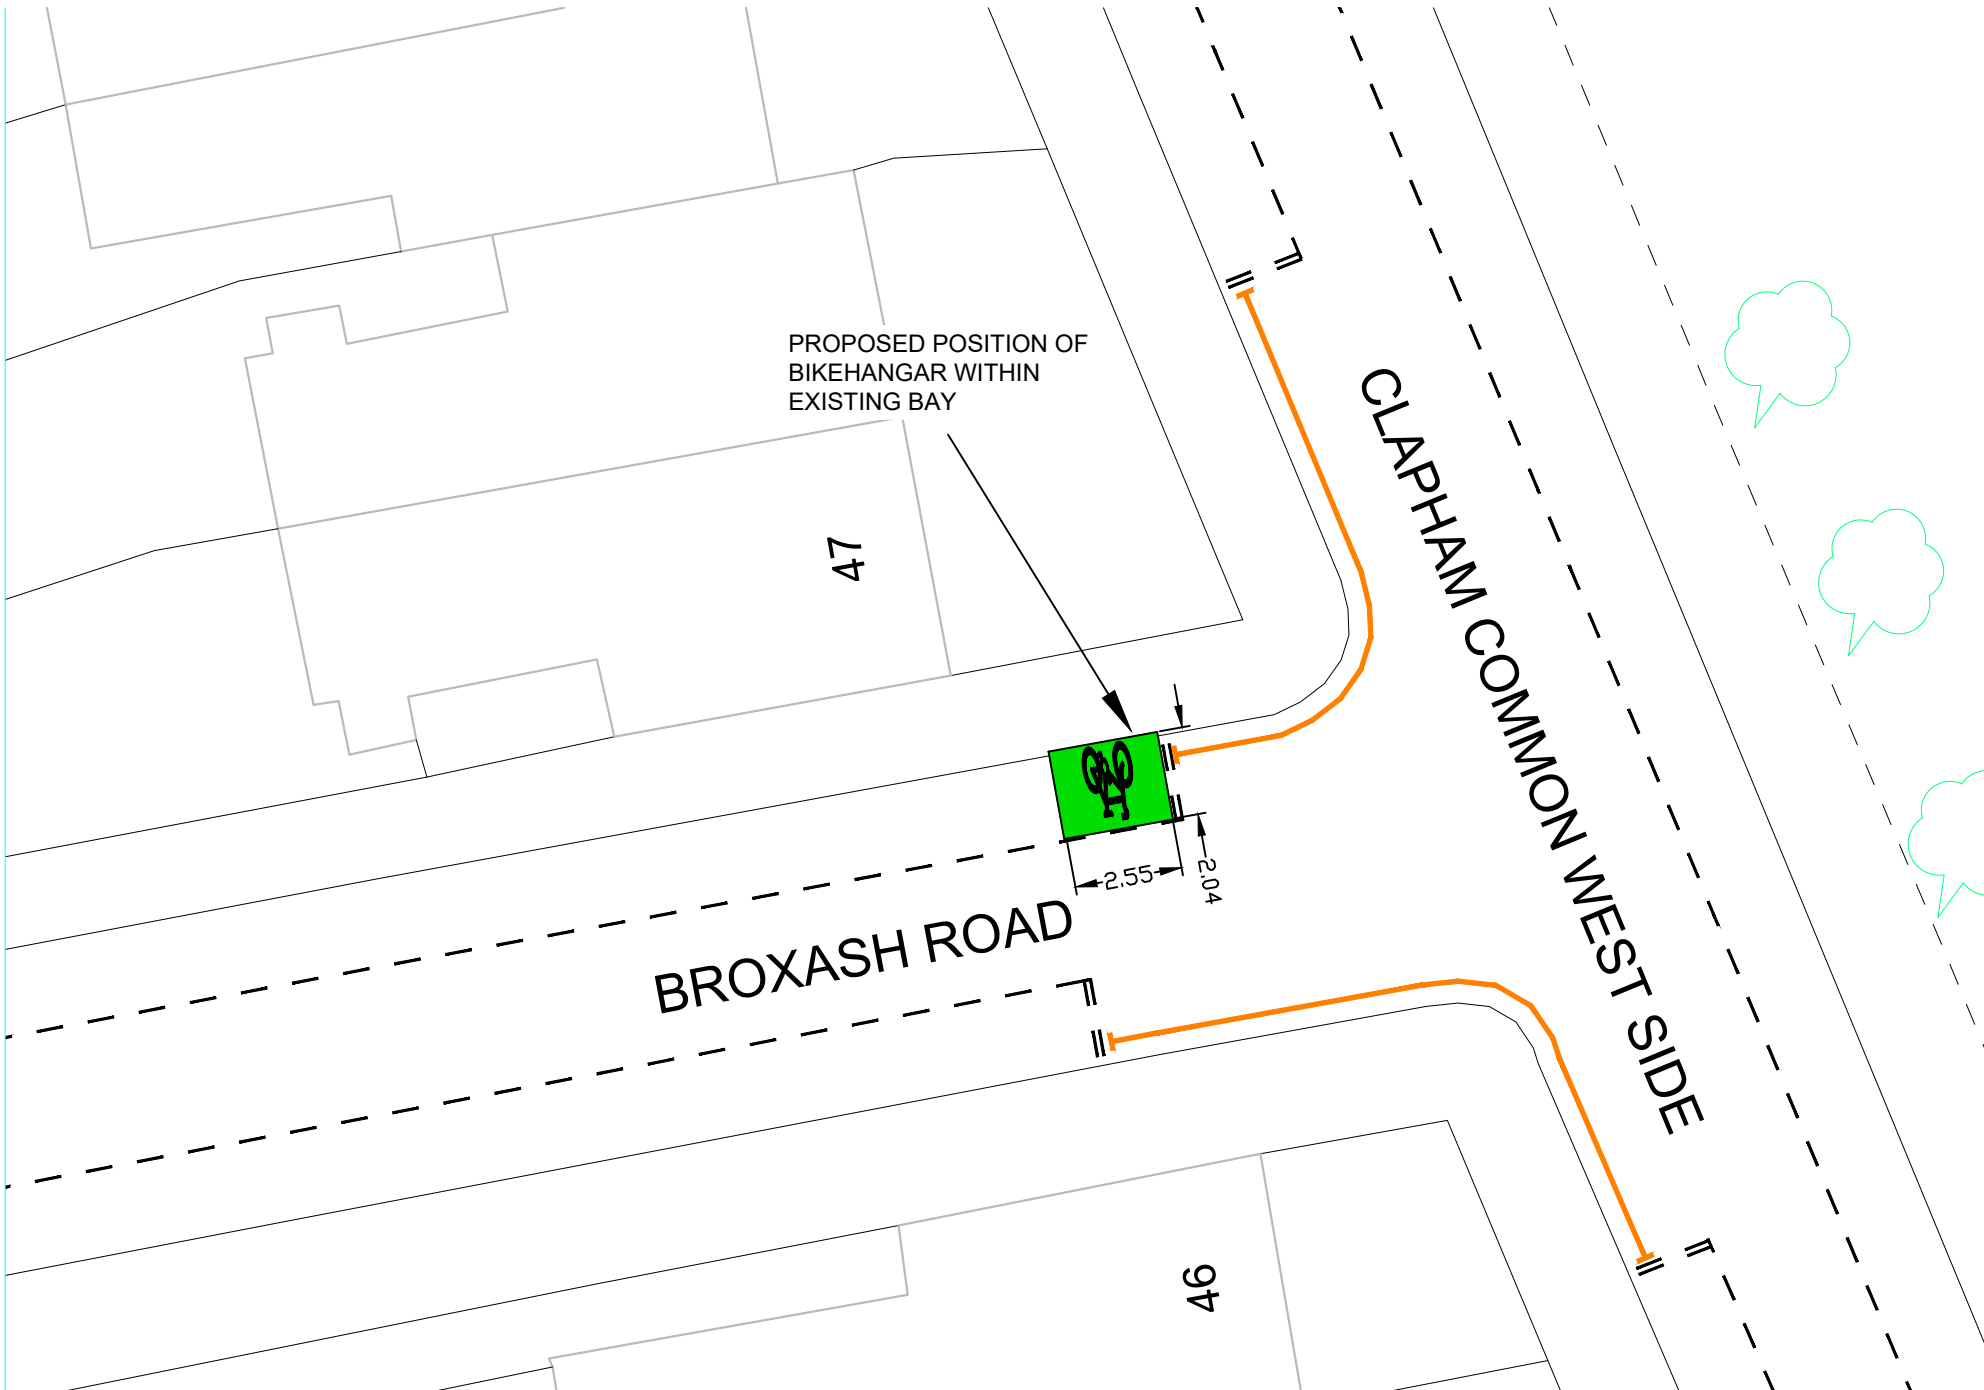 PROPOSED POSITION OF
BIKEHANGAR WITHIN
EXISTING BAY
47
CLAPHAM COMMON WEST SIDE
2.55
2.04
BROXASH ROAD
46